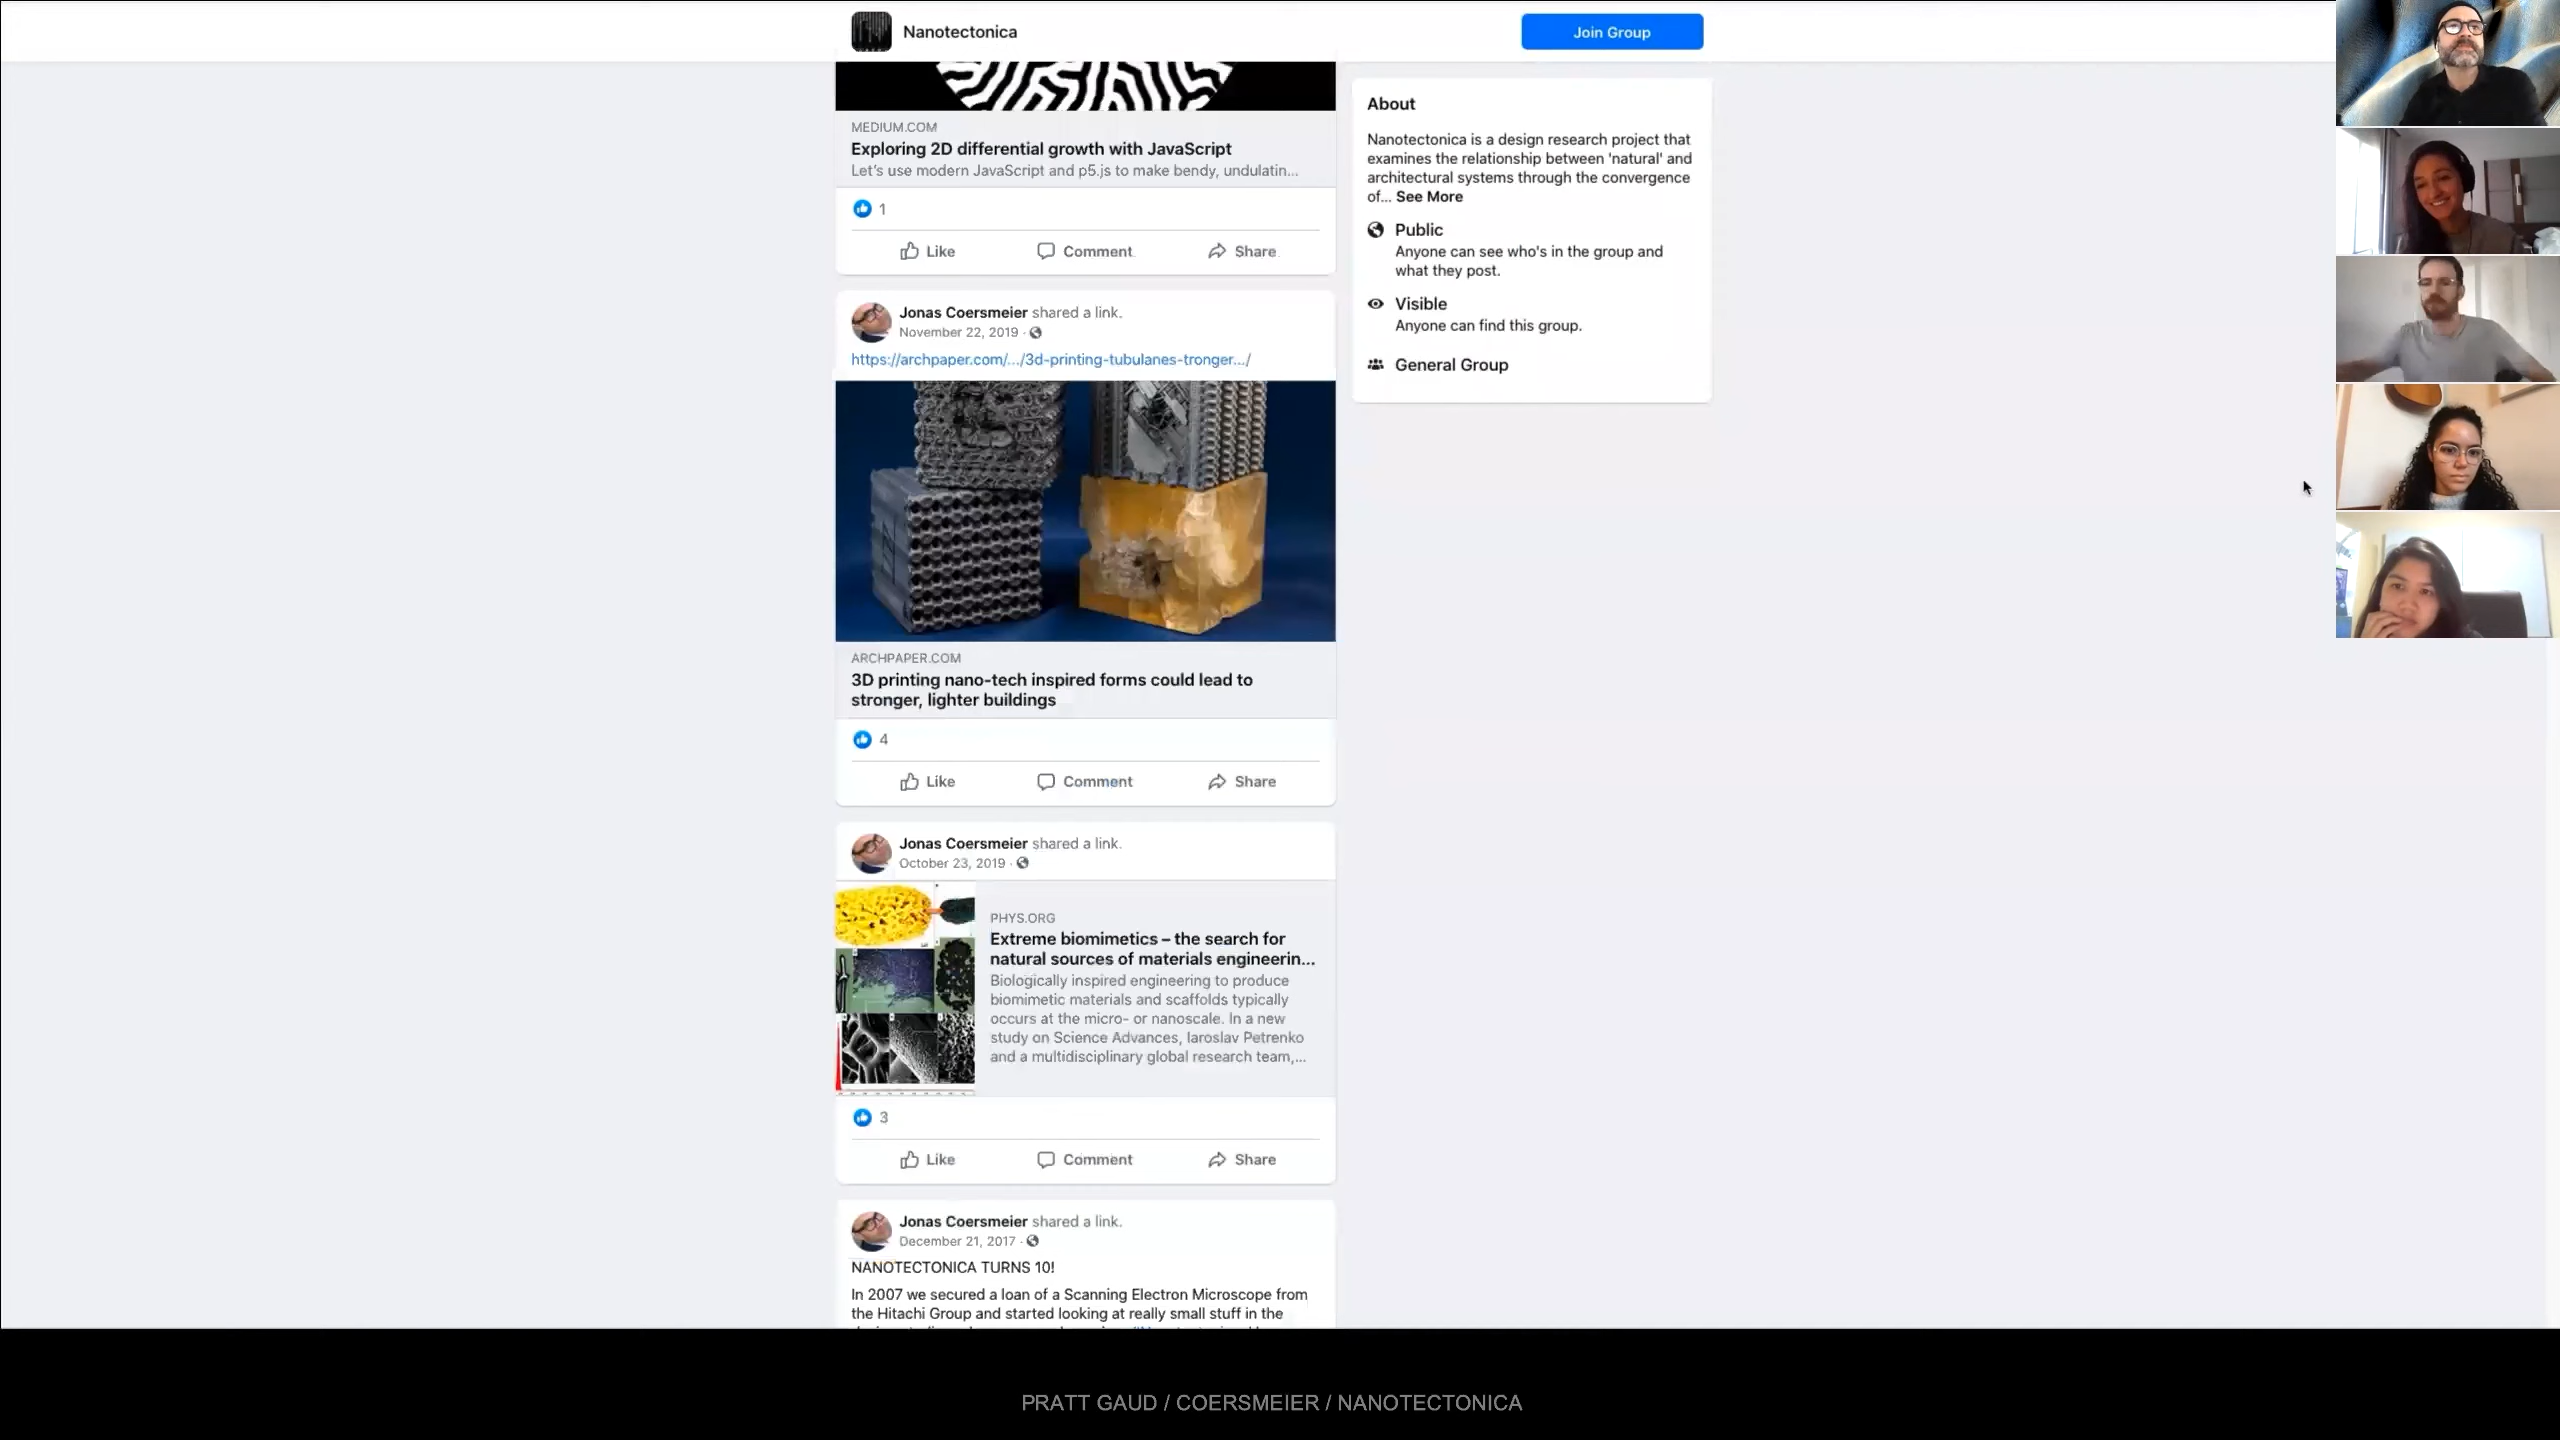 Nanotectonica
Join Group
MEDIUM.COM
Exploring 2D differential growth with JavaScript
Let's use modern JavaScript and p5.js to make bendy, undulatin...
1
Like Comment Share
Jonas Coersmeier shared a link.
November 22, 2019 ·
https://archpaper.com/.../3d-printing-tubulanes-tronger.../
ARCHPAPER.COM
3D printing nano-tech inspired forms could lead to
stronger, lighter buildings
4
Like Comment Share
Jonas Coersmeier shared a link.
October 23, 2019 ·
PHYS.ORG
Extreme biomimetics – the search for
natural sources of materials engineerin...
Biologically inspired engineering to produce
biomimetic materials and scaffolds typically
occurs at the micro- or nanoscale. In a new
study on Science Advances, Iaroslav Petrenko
and a multidisciplinary global research team,...
3
Like Comment Share
Jonas Coersmeier shared a link.
December 21, 2017 ·
NANOTECTONICA TURNS 10!
In 2007 we secured a loan of a Scanning Electron Microscope from
the Hitachi Group and started looking at really small stuff in the
About
Nanotectonica is a design research project that
examines the relationship between 'natural' and
architectural systems through the convergence
of... See More
Public
Anyone can see who's in the group and
what they post.
Visible
Anyone can find this group.
General Group
PRATT GAUD / COERSMEIER / NANOTECTONICA